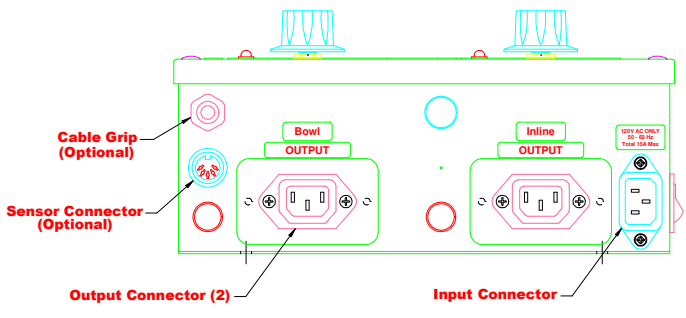 Cable Grip
(Optional)
Sensor Connector
(Optional)
Bowl
OUTPUT
Inline
OUTPUT
120V AC ONLY
50 - 60 Hz
Total 15A Max
Output Connector (2)
Input Connector